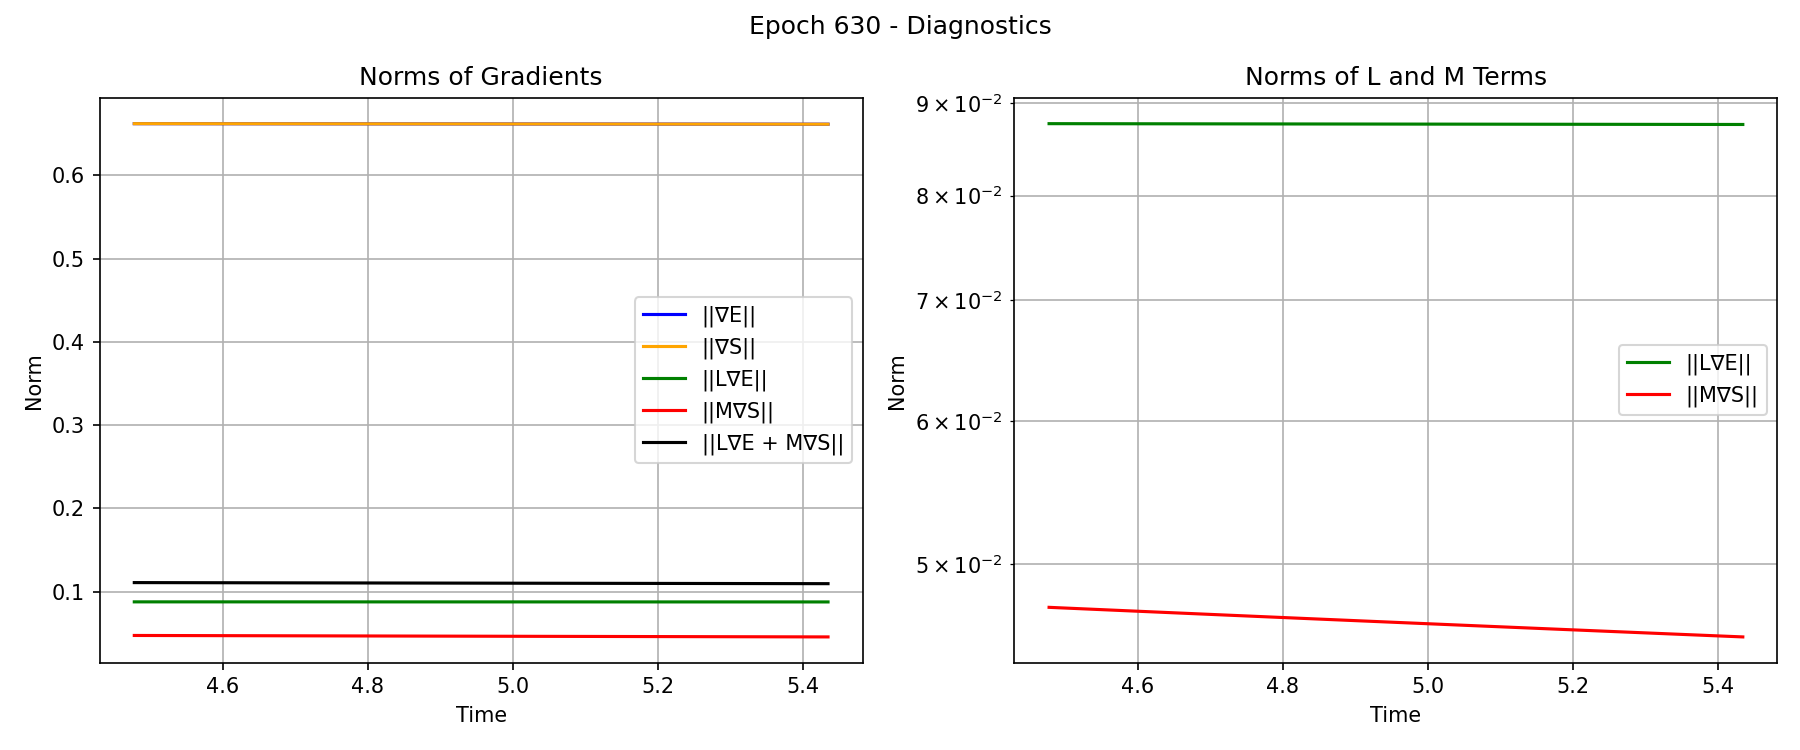 Epoch 630 - Diagnostics
Norms of Gradients
0.6
0.5
0.4
0.3
0.2
0.1
Norm
4.6 4.8 5.0 5.2 5.4
Time
||∇E||
||∇S||
||L∇E||
||M∇S||
||L∇E + M∇S||
Norms of L and M Terms
9 × 10⁻²
8 × 10⁻²
7 × 10⁻²
6 × 10⁻²
5 × 10⁻²
Norm
4.6 4.8 5.0 5.2 5.4
Time
||L∇E||
||M∇S||